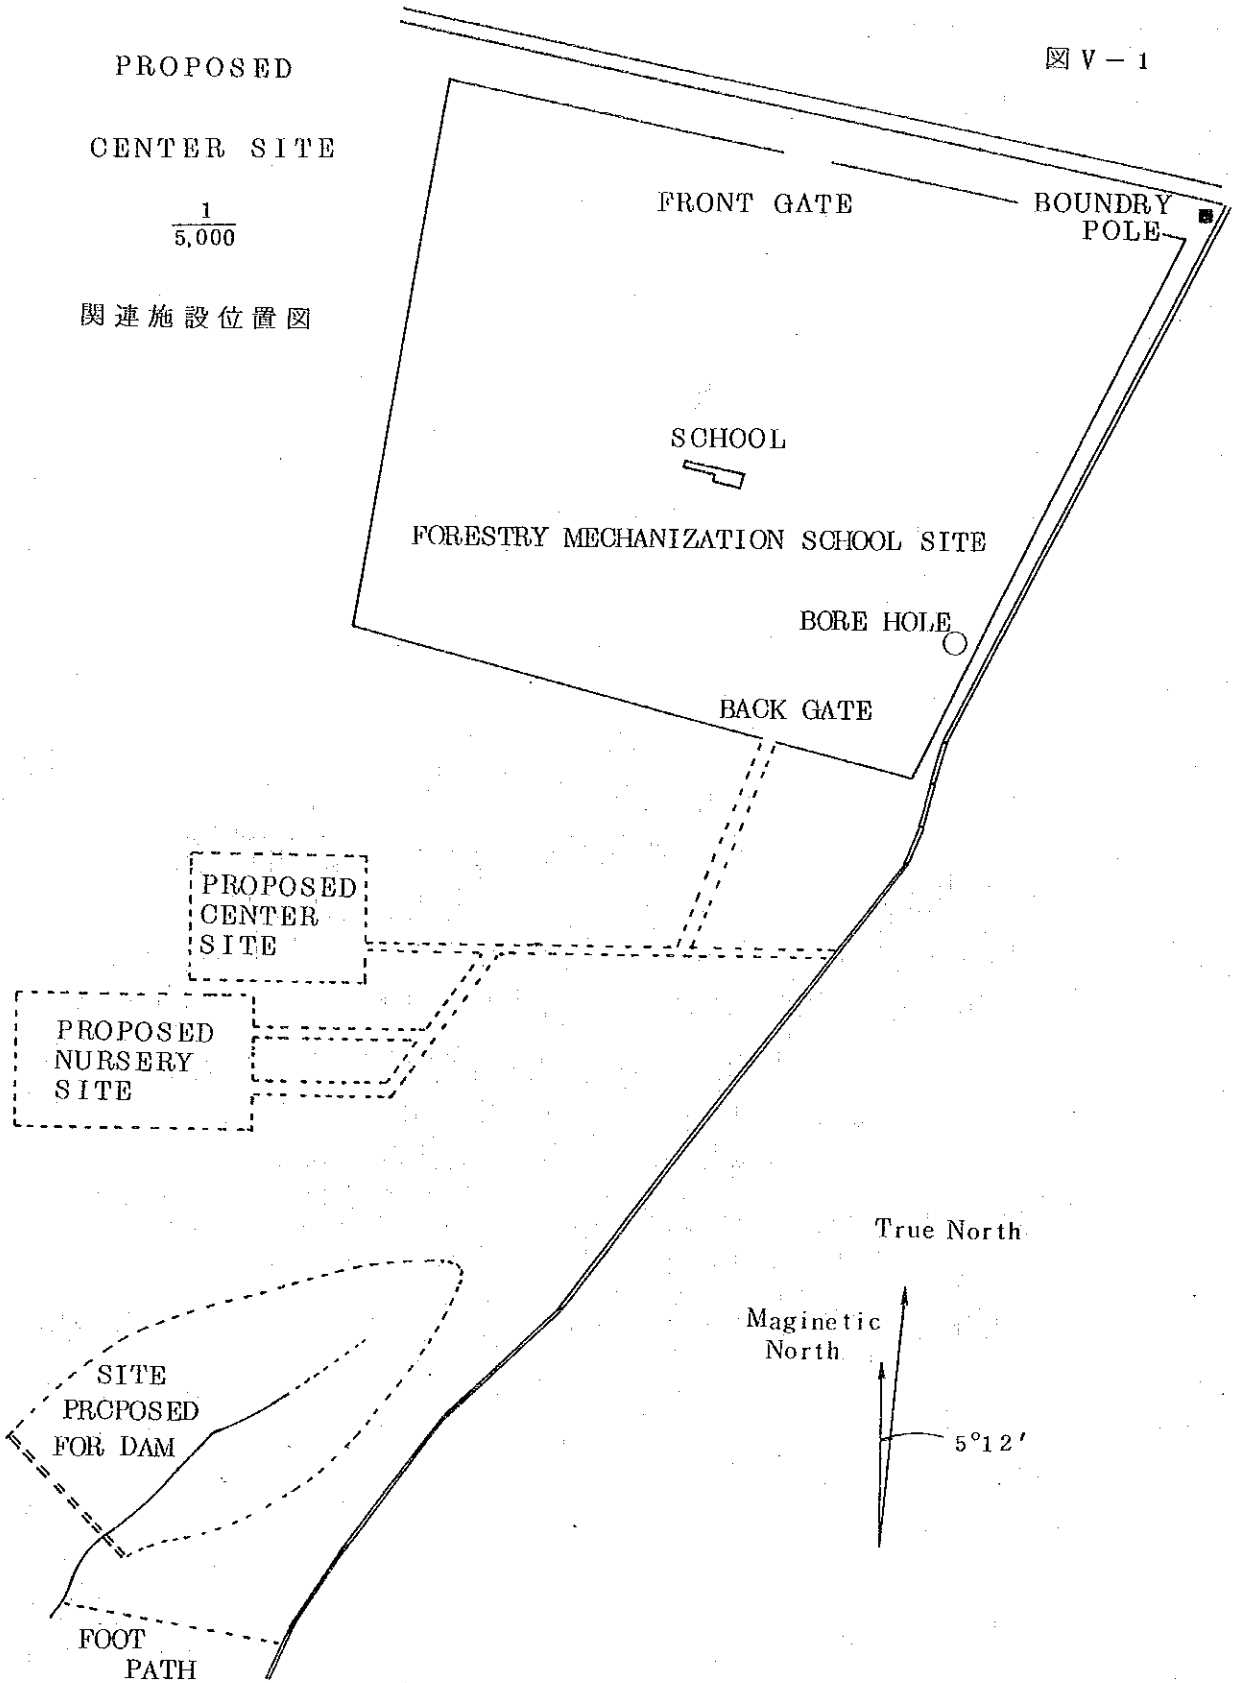 PROPOSED
CENTER SITE
1
5,000
関連施設位置図
図 V - 1
FRONT GATE
BOUNDRY
POLE
SCHOOL
FORESTRY MECHANIZATION SCHOOL SITE
BORE HOLE
BACK GATE
PROPOSED
CENTER
SITE
PROPOSED
NURSERY
SITE
True North
Maginetic
North
5°12′
SITE
PROPOSED
FOR DAM
FOOT
PATH